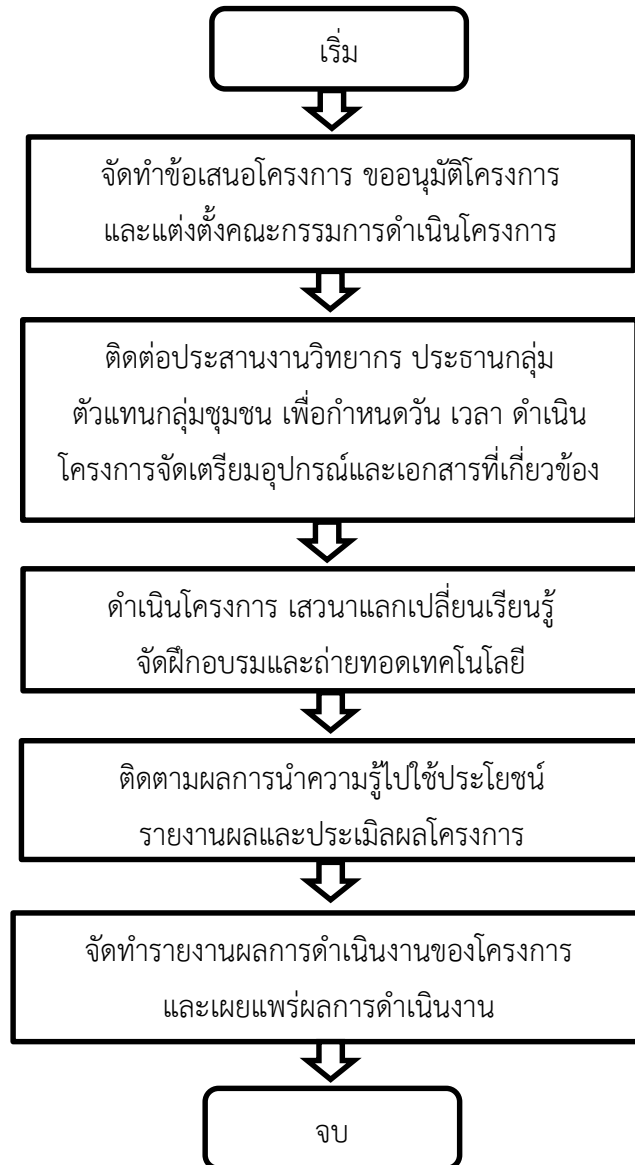 เริ่ม
จัดทำข้อเสนอโครงการ ขออนุมัติโครงการ
และแต่งตั้งคณะกรรมการดำเนินโครงการ
ติดต่อประสานงานวิทยากร ประธานกลุ่ม
ตัวแทนกลุ่มชุมชน เพื่อกำหนดวัน เวลา ดำเนิน
โครงการจัดเตรียมอุปกรณ์และเอกสารที่เกี่ยวข้อง
ดำเนินโครงการ เสวนาแลกเปลี่ยนเรียนรู้
จัดฝึกอบรมและถ่ายทอดเทคโนโลยี
ติดตามผลการนำความรู้ไปใช้ประโยชน์
รายงานผลและประเมิลผลโครงการ
จัดทำรายงานผลการดำเนินงานของโครงการ
และเผยแพร่ผลการดำเนินงาน
จบ